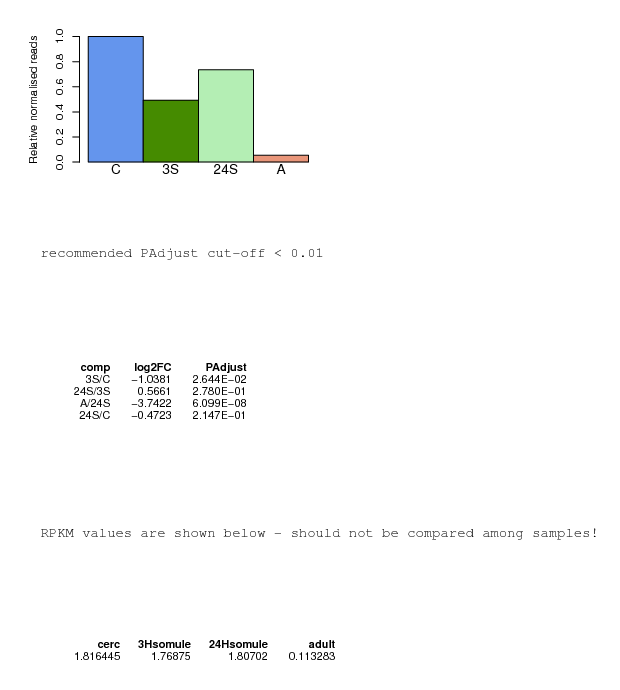 Relative normalised reads
1.0
0.8
0.6
0.4
0.2
0.0
C 3S 24S A
recommended PAdjust cut-off < 0.01
comp log2FC PAdjust
3S/C −1.0381 2.644E−02
24S/3S 0.5661 2.780E−01
A/24S −3.7422 6.099E−08
24S/C −0.4723 2.147E−01
RPKM values are shown below - should not be compared among samples!
cerc 3Hsomule 24Hsomule adult
1.816445 1.76875 1.80702 0.113283